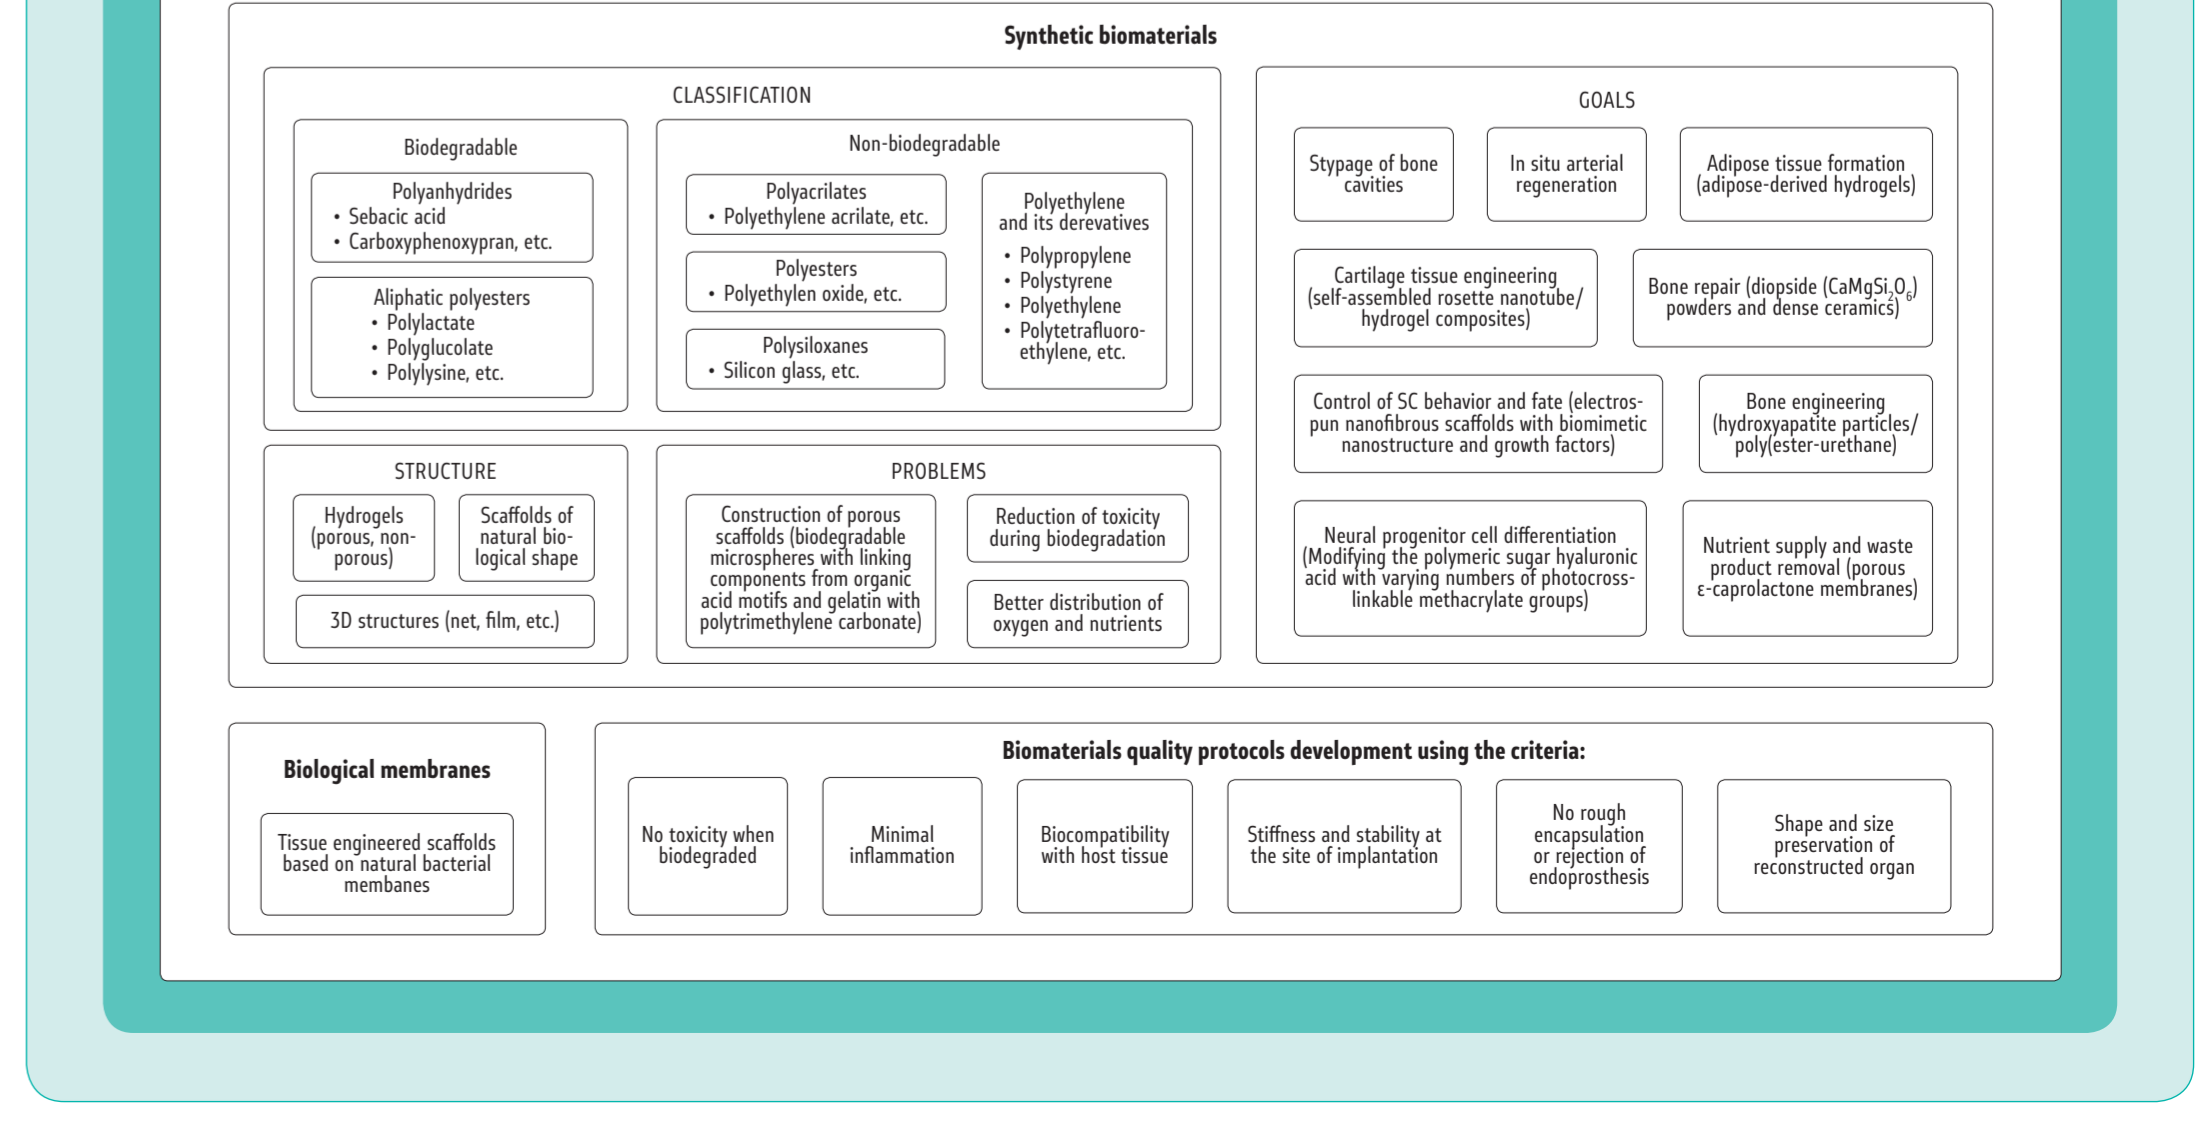 Synthetic biomaterials
CLASSIFICATION
Biodegradable
Polyanhydrides
• Sebacic acid
• Carboxyphenoxypran, etc.
Aliphatic polyesters
• Polylactate
• Polyglucolate
• Polylysine, etc.
Non-biodegradable
Polyacrilates
• Polyethylene acrilate, etc.
Polyesters
• Polyethylen oxide, etc.
Polysiloxanes
• Silicon glass, etc.
Polyethylene
and its derevatives
• Polypropylene
• Polystyrene
• Polyethylene
• Polytetrafluoro-
ethylene, etc.
STRUCTURE
Hydrogels
(porous, non-
porous)
Scaffolds of
natural bio-
logical shape
3D structures (net, film, etc.)
PROBLEMS
Construction of porous
scaffolds (biodegradable
microspheres with linking
components from organic
acid motifs and gelatin with
polytrimethylene carbonate)
Reduction of toxicity
during biodegradation
Better distribution of
oxygen and nutrients
GOALS
Stypage of bone
cavities
In situ arterial
regeneration
Adipose tissue formation
(adipose-derived hydrogels)
Cartilage tissue engineering
(self-assembled rosette nanotube/
hydrogel composites)
Bone repair (diopside (CaMgSi₂O₆)
powders and dense ceramics)
Control of SC behavior and fate (electros-
pun nanofibrous scaffolds with biomimetic
nanostructure and growth factors)
Bone engineering
(hydroxyapatite particles/
poly(ester-urethane)
Neural progenitor cell differentiation
(Modifying the polymeric sugar hyaluronic
acid with varying numbers of photocross-
linkable methacrylate groups)
Nutrient supply and waste
product removal (porous
ε-caprolactone membranes)
Biological membranes
Tissue engineered scaffolds
based on natural bacterial
membanes
Biomaterials quality protocols development using the criteria:
No toxicity when
biodegraded
Minimal
inflammation
Biocompatibility
with host tissue
Stiffness and stability at
the site of implantation
No rough
encapsulation
or rejection of
endoprosthesis
Shape and size
preservation of
reconstructed organ